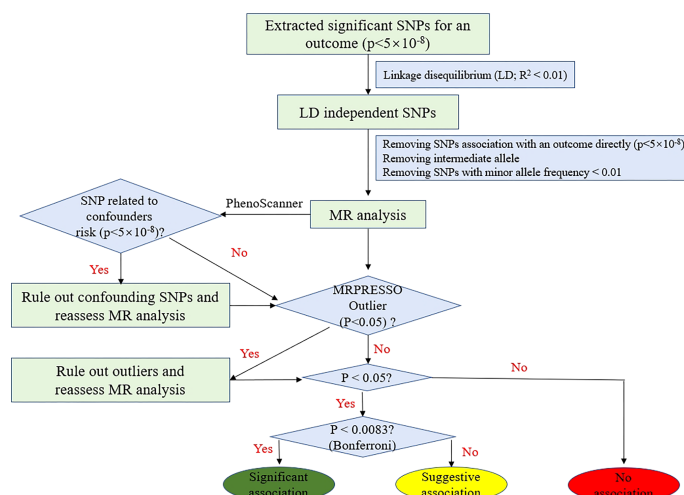 Extracted significant SNPs for an
outcome (p<5×10-8)
Linkage disequilibrium (LD; R2 < 0.01)
LD independent SNPs
Removing SNPs association with an outcome directly (p<5×10-8)
Removing intermediate allele
Removing SNPs with minor allele frequency < 0.01
SNP related to
confounders
risk (p<5×10-8)?
PhenoScanner
MR analysis
No
Yes
Rule out confounding SNPs and
reassess MR analysis
MRPRESSO
Outlier
(P<0.05) ?
Yes
No
Rule out outliers and
reassess MR analysis
P < 0.05?
No
Yes
P < 0.0083?
(Bonferroni)
Yes
No
Significant
association
Suggestive
association
No
association